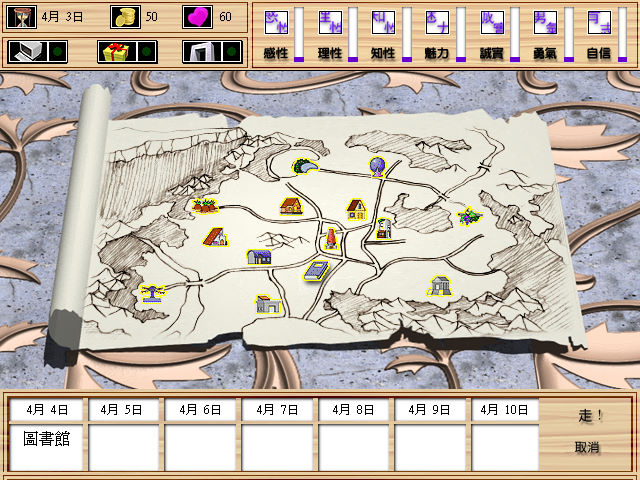 4月 3日
50
60
感性
理性
知性
魅力
誠實
勇氣
自信
4月 4日
4月 5日
4月 6日
4月 7日
4月 8日
4月 9日
4月 10日
走！
圖書館
取消